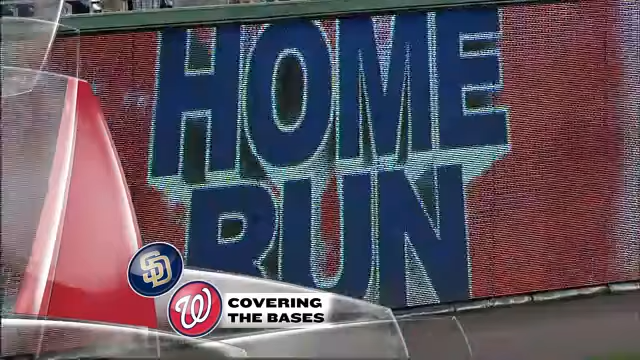 HOME
RUN
SD
W
COVERING
THE BASES